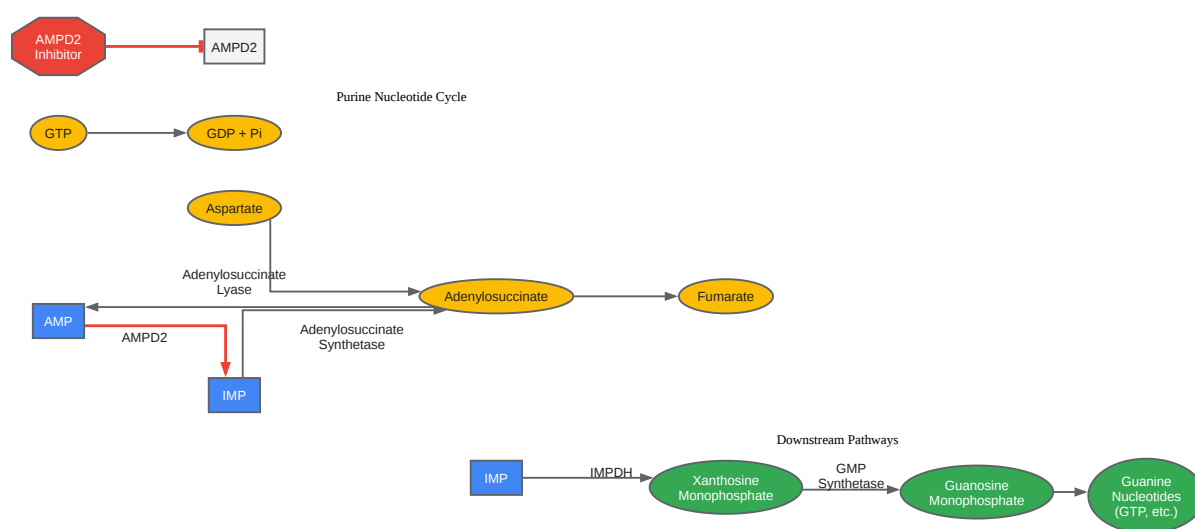 AMPD2
Inhibitor
AMPD2
Purine Nucleotide Cycle
GTP
GDP + Pi
Aspartate
Adenylosuccinate
Lyase
Adenylosuccinate
Fumarate
AMP
AMPD2
Adenylosuccinate
Synthetase
IMP
Downstream Pathways
IMP
IMPDH
Xanthosine
Monophosphate
GMP
Synthetase
Guanosine
Monophosphate
Guanine
Nucleotides
(GTP, etc.)